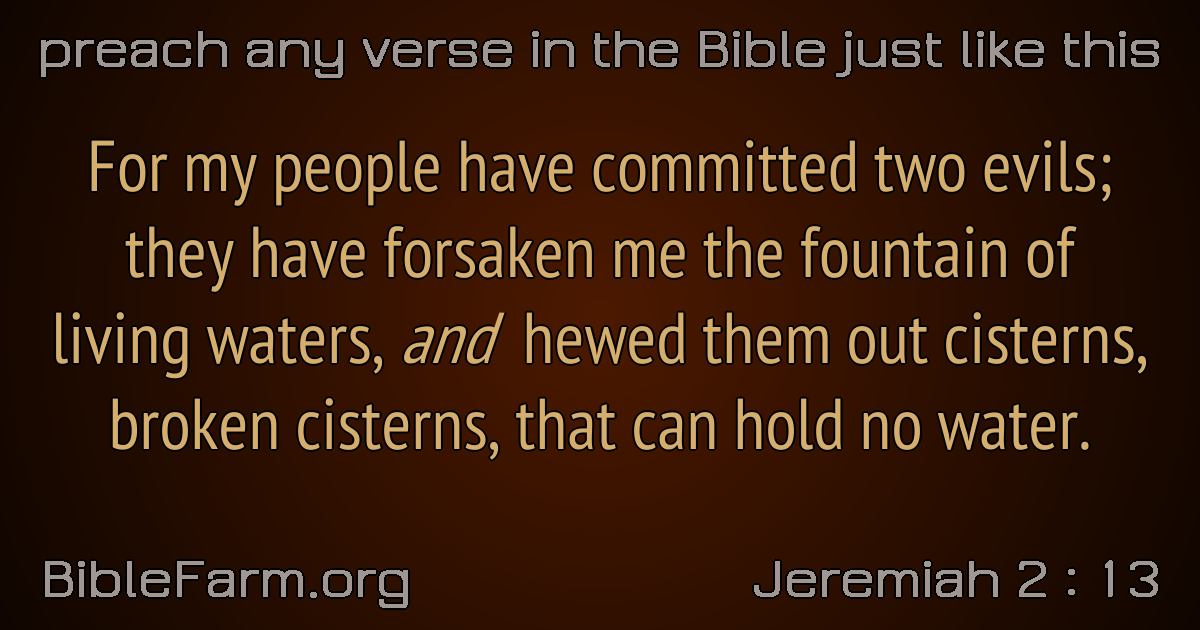 preach any verse in the Bible just like this
For my people have committed two evils;
they have forsaken me the fountain of
living waters, and hewed them out cisterns,
broken cisterns, that can hold no water.
BibleFarm.org
Jeremiah 2 : 13